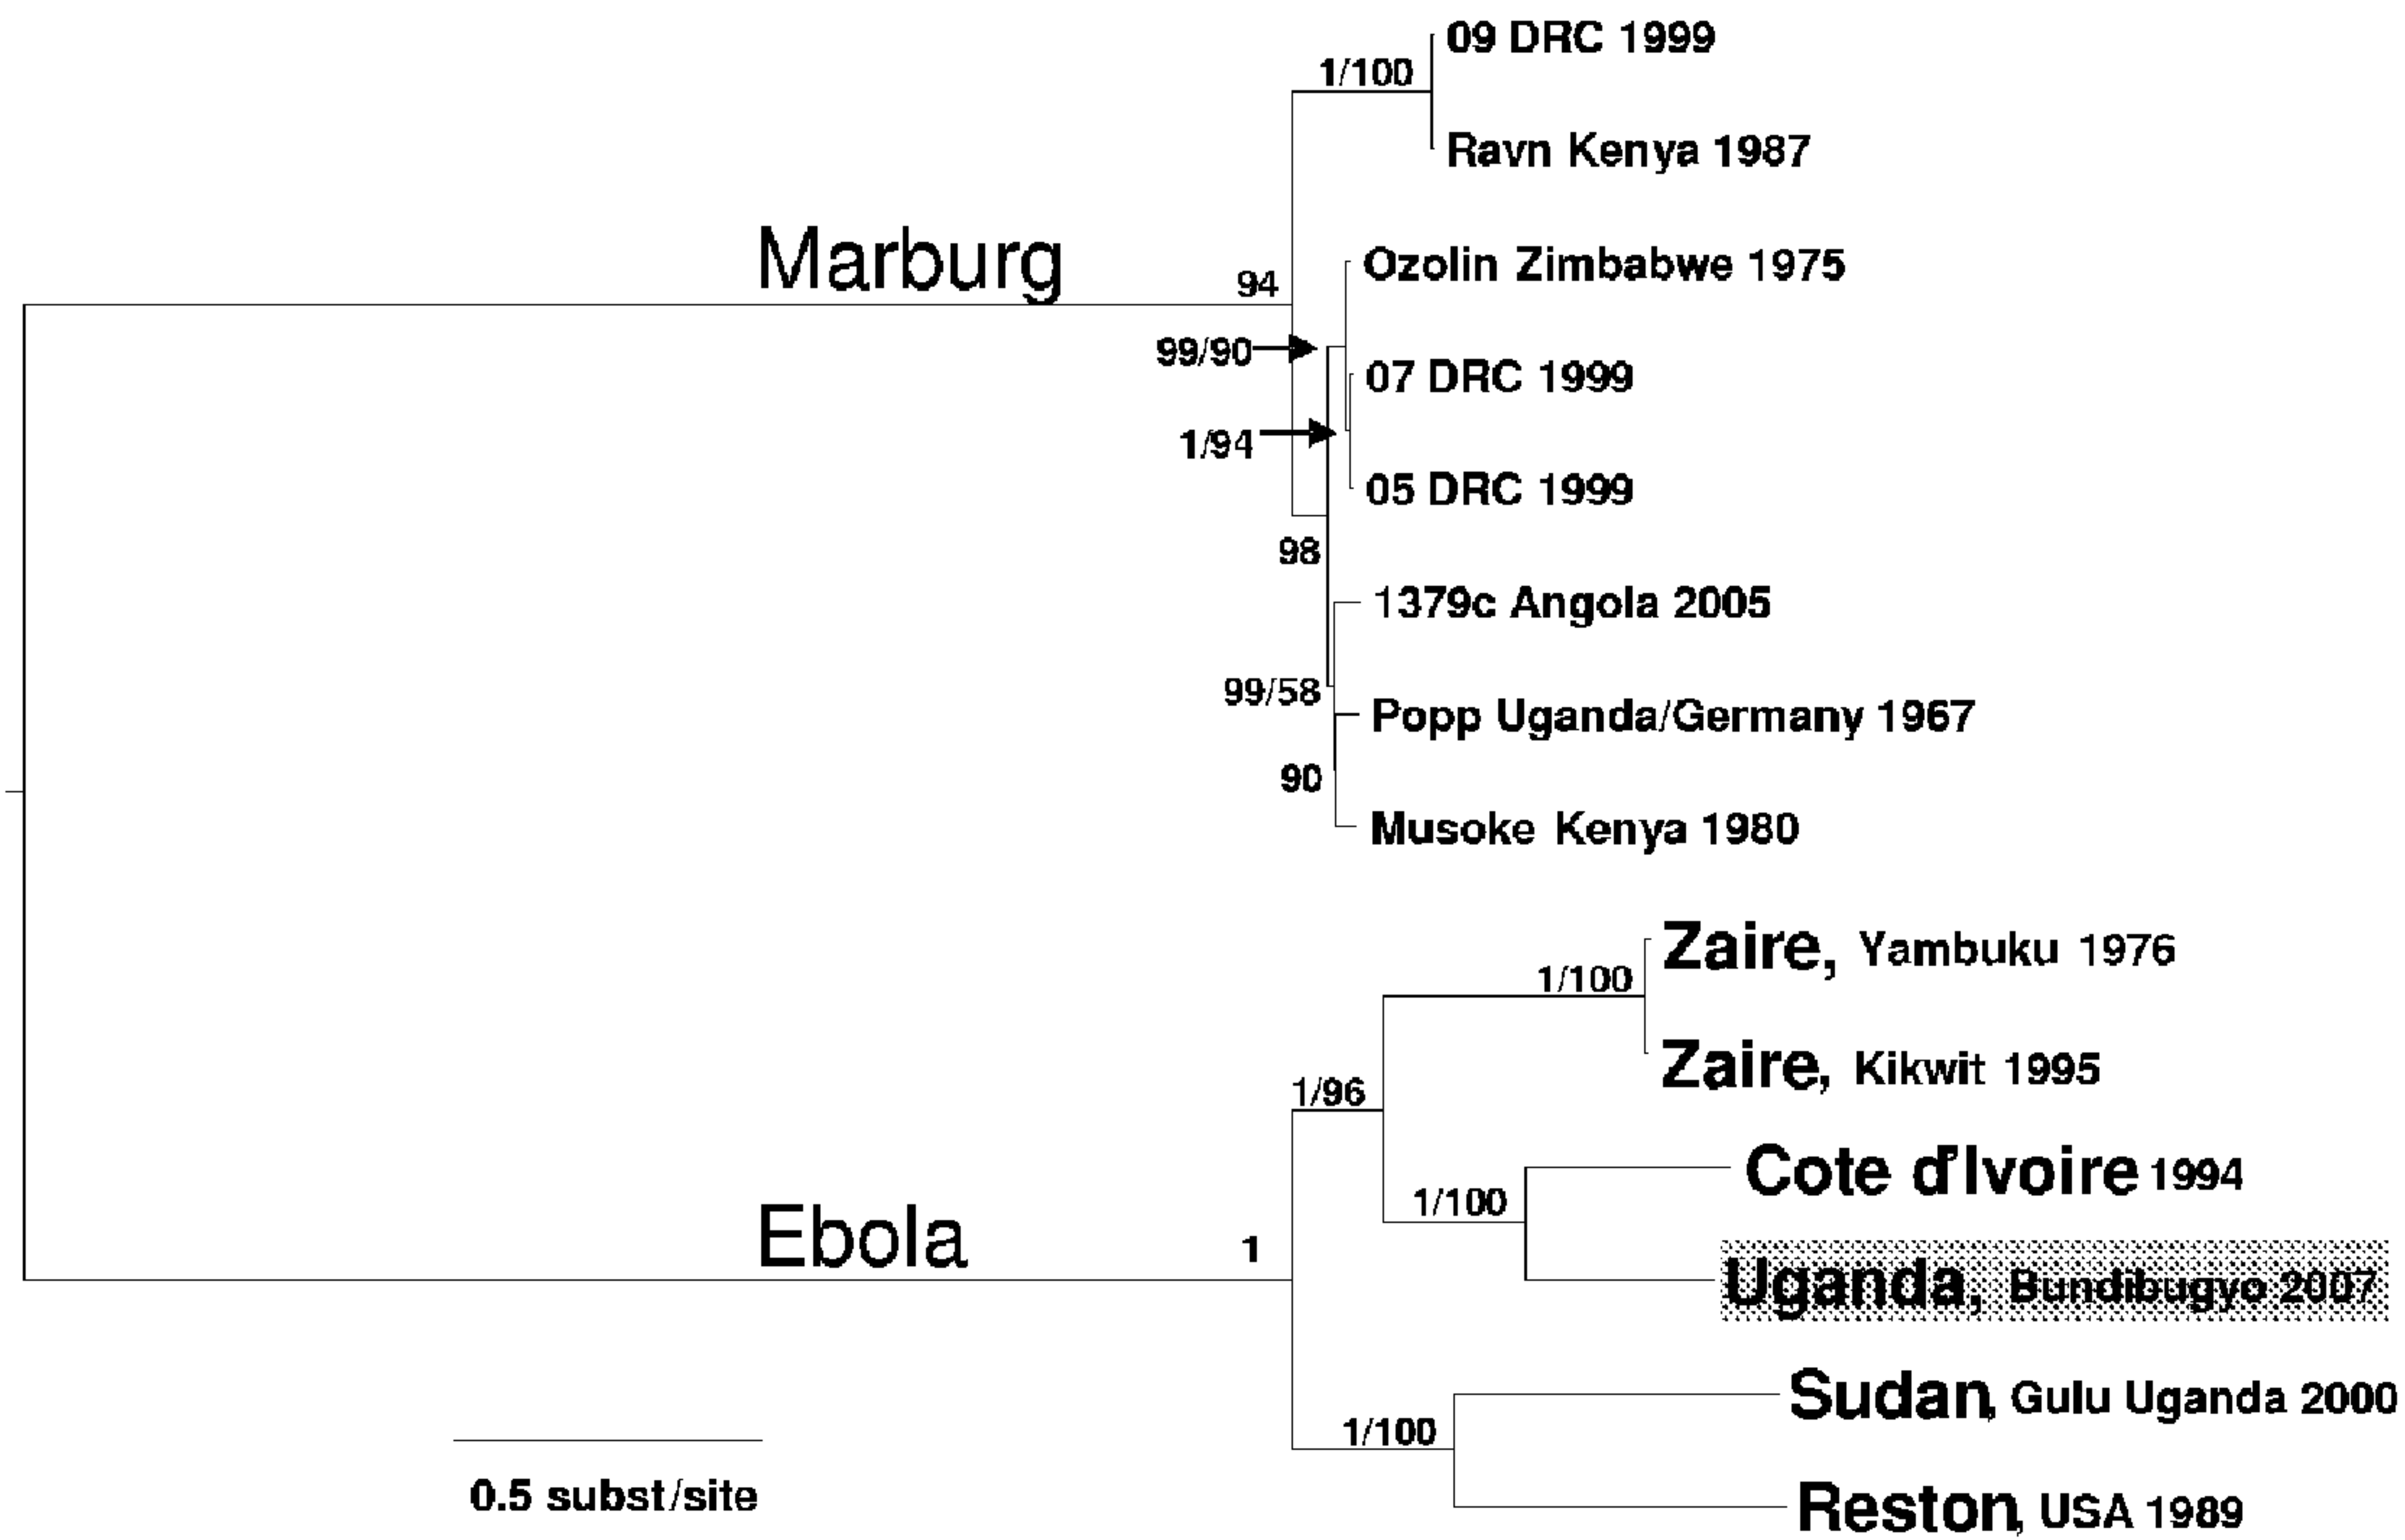 09 DRC 1999
1/100
Ravn Kenya 1987
Marburg
94
Ozolin Zimbabwe 1975
99/90
07 DRC 1999
1/94
05 DRC 1999
98
1379c Angola 2005
99/58
Popp Uganda/Germany 1967
90
Musoke Kenya 1980
Zaire, Yambuku 1976
1/100
Zaire, Kikwit 1995
1/96
Cote d'Ivoire 1994
1/100
Ebola
1
Uganda, Bundibugyo 2007
Sudan, Gulu Uganda 2000
1/100
0.5 subst/site
Reston, USA 1989